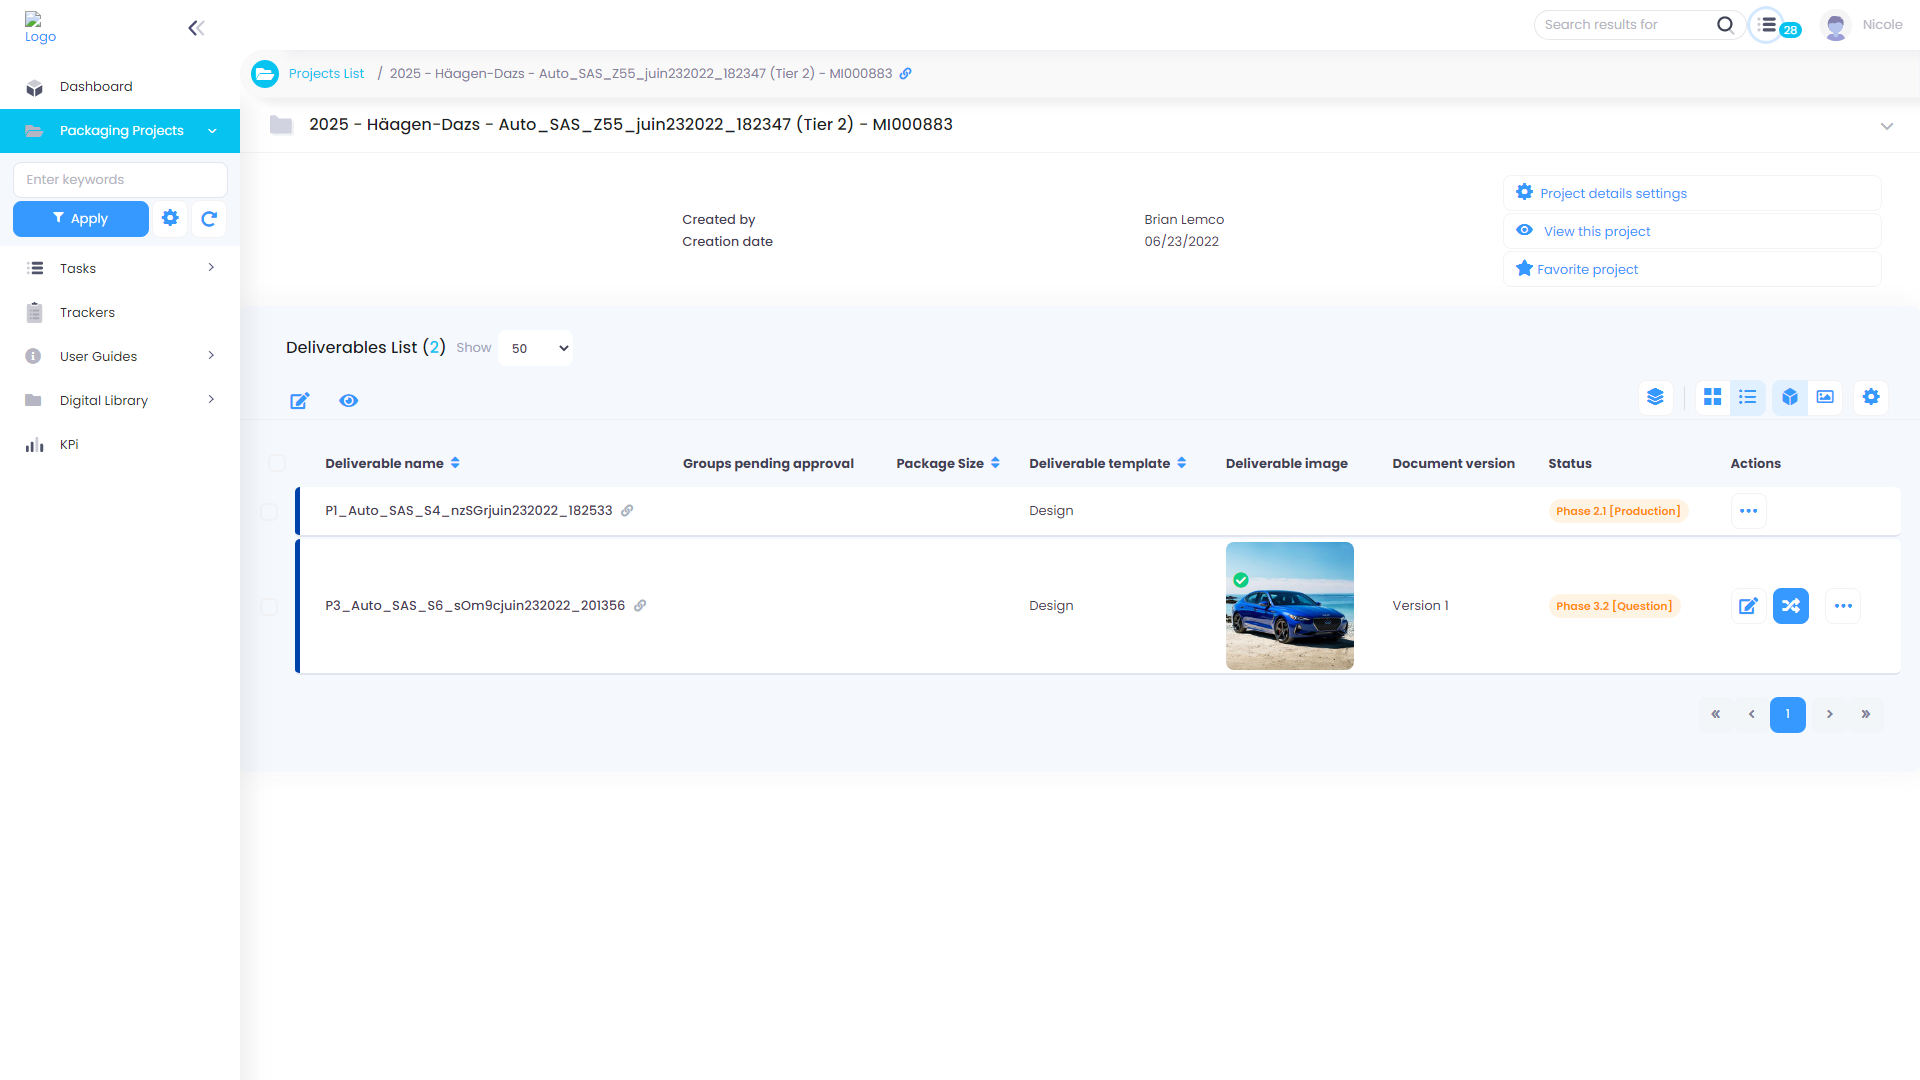 Logo
Search results for
28
Nicole
Dashboard
Projects List / 2025 - Häagen-Dazs - Auto_SAS_Z55_juin232022_182347 (Tier 2) - MI000883
Packaging Projects
2025 - Häagen-Dazs - Auto_SAS_Z55_juin232022_182347 (Tier 2) - MI000883
Enter keywords
Apply
Tasks
Trackers
User Guides
Digital Library
KPi
Created by Brian Lemco
Creation date 06/23/2022
Project details settings
View this project
Favorite project
Deliverables List (2) Show 50
Deliverable name Groups pending approval Package Size Deliverable template Deliverable image Document version Status Actions
P1_Auto_SAS_S4_nzSGrjuin232022_182533 Design Phase 2.1 [Production]
P3_Auto_SAS_S6_sOm9cjuin232022_201356 Design Version 1 Phase 3.2 [Question]
« ‹ 1 › »